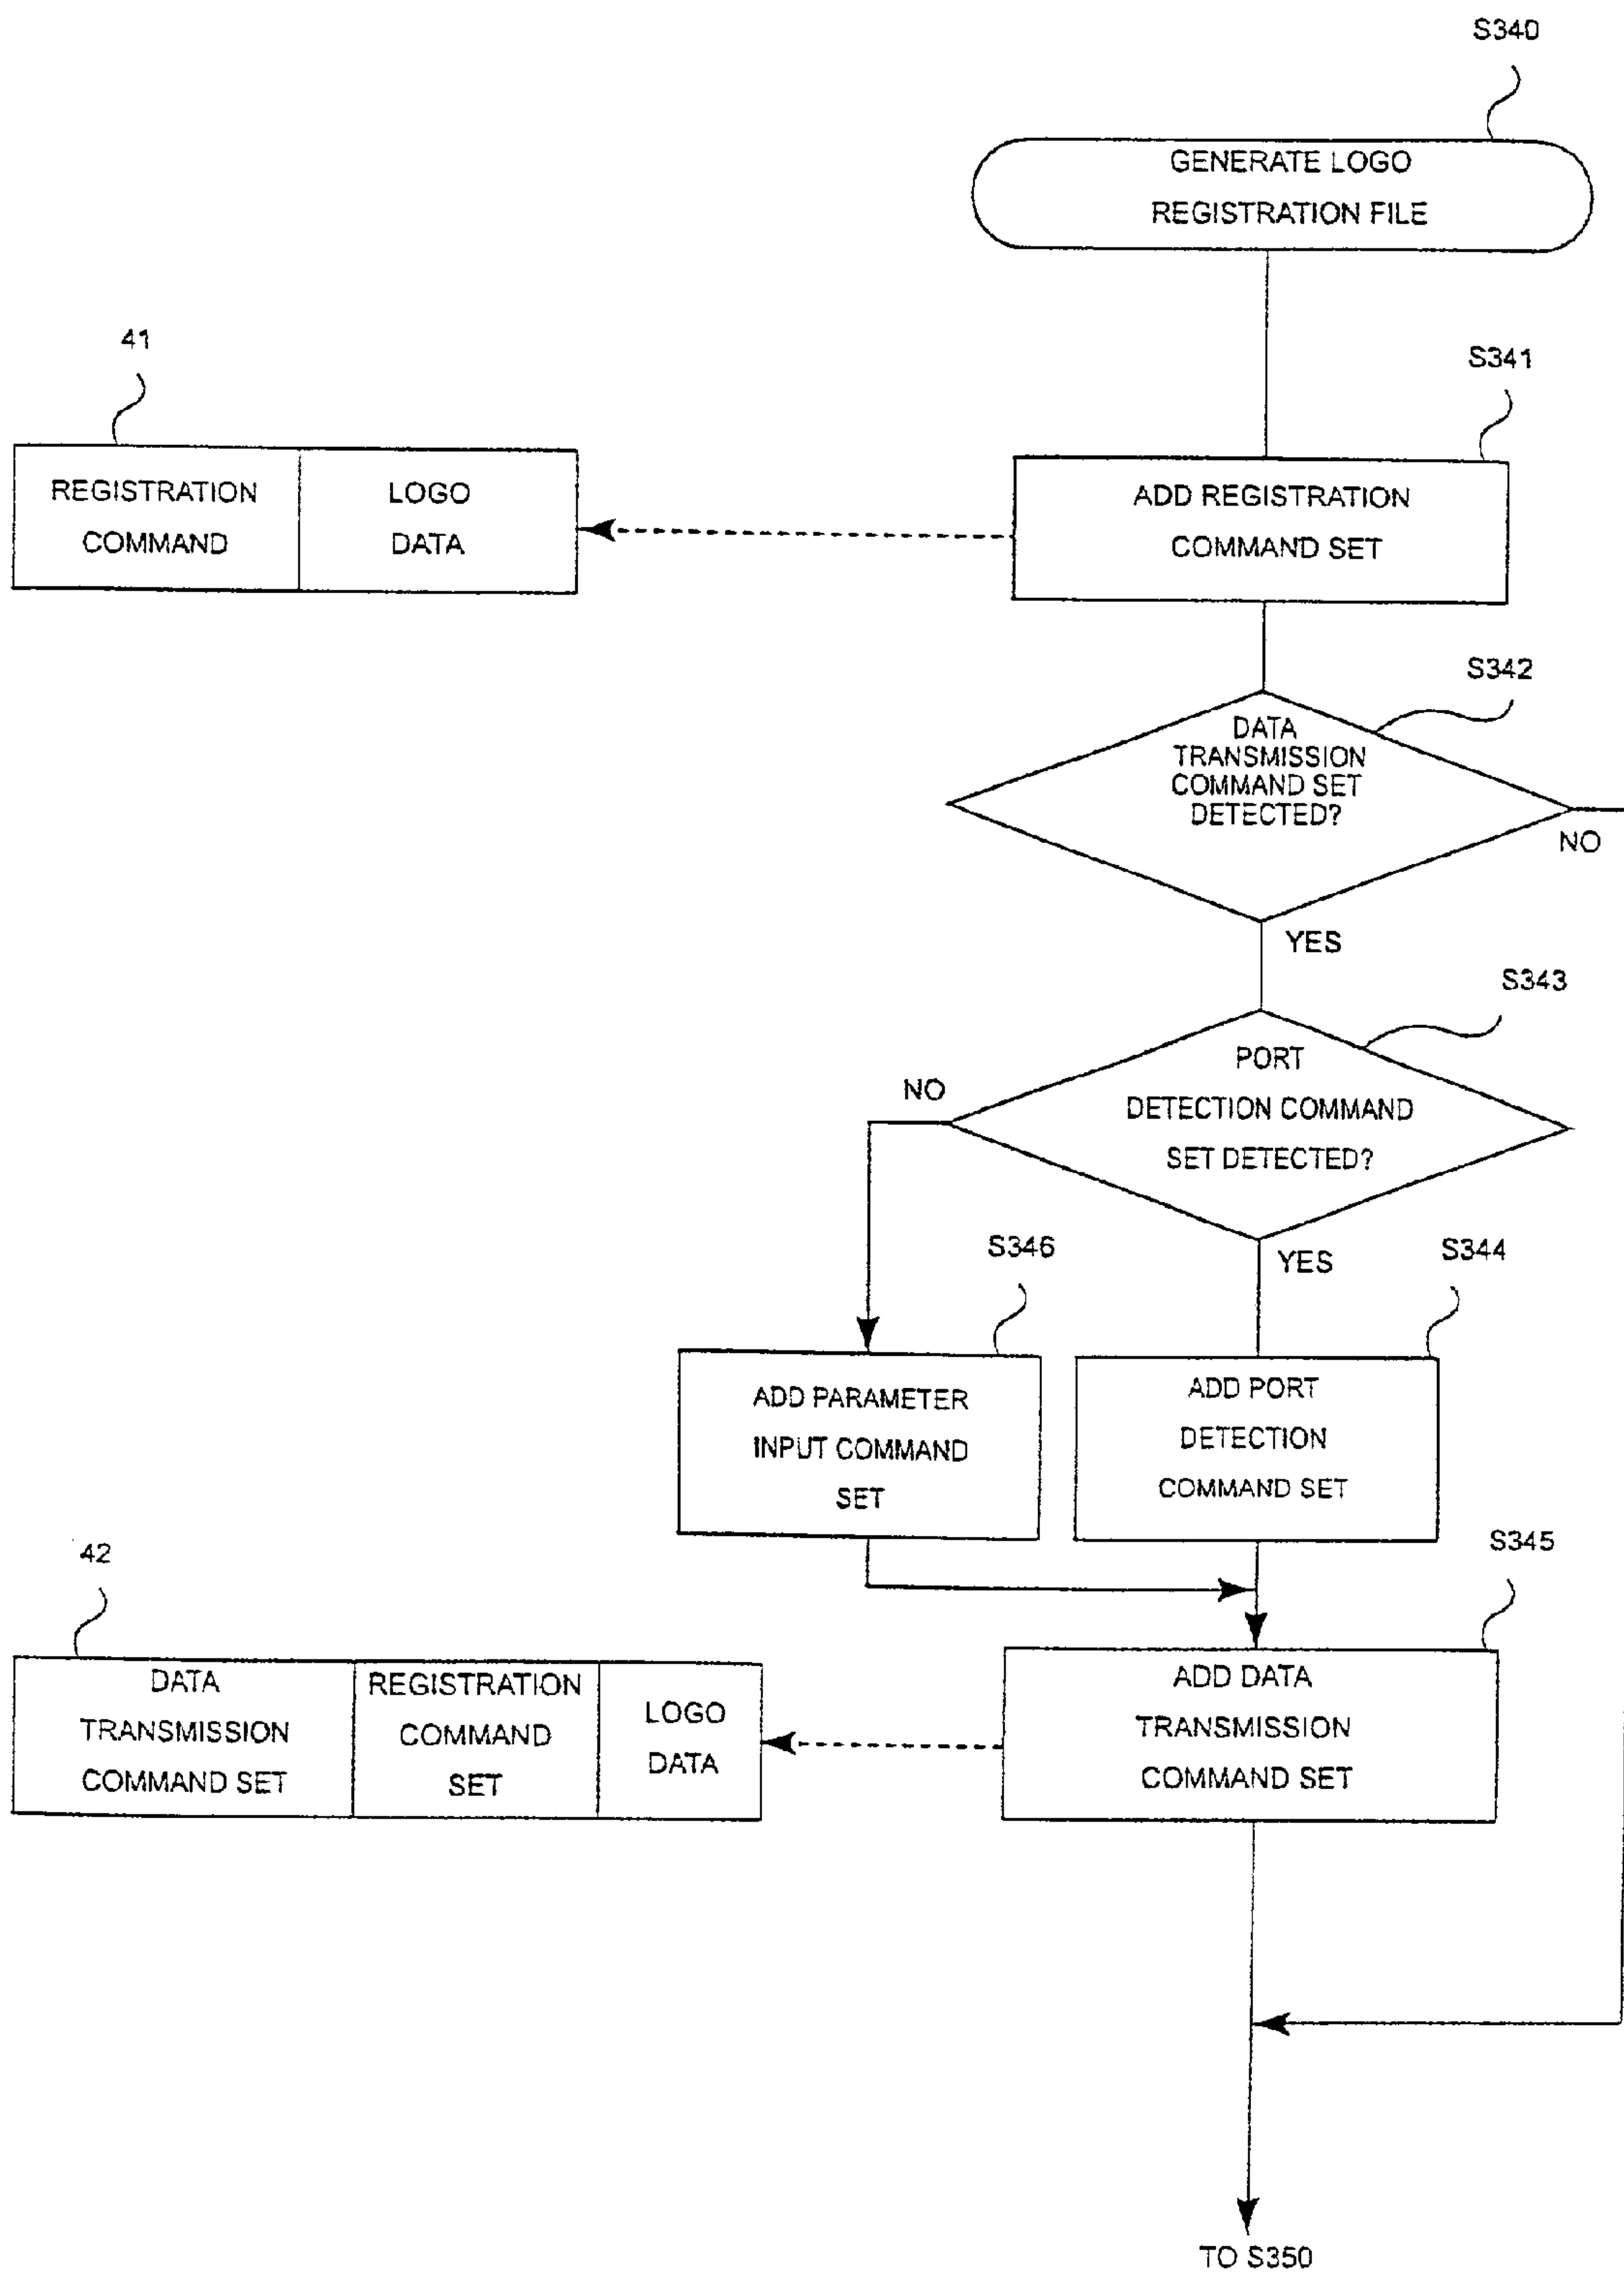 S340
GENERATE LOGO
REGISTRATION FILE
41
S341
REGISTRATION
COMMAND
LOGO
DATA
ADD REGISTRATION
COMMAND SET
S342
DATA
TRANSMISSION
COMMAND SET
DETECTED?
NO
YES
S343
PORT
DETECTION COMMAND
SET DETECTED?
NO
YES
S346
S344
ADD PARAMETER
INPUT COMMAND
SET
ADD PORT
DETECTION
COMMAND SET
42
S345
DATA
TRANSMISSION
COMMAND SET
REGISTRATION
COMMAND
SET
LOGO
DATA
ADD DATA
TRANSMISSION
COMMAND SET
TO S350